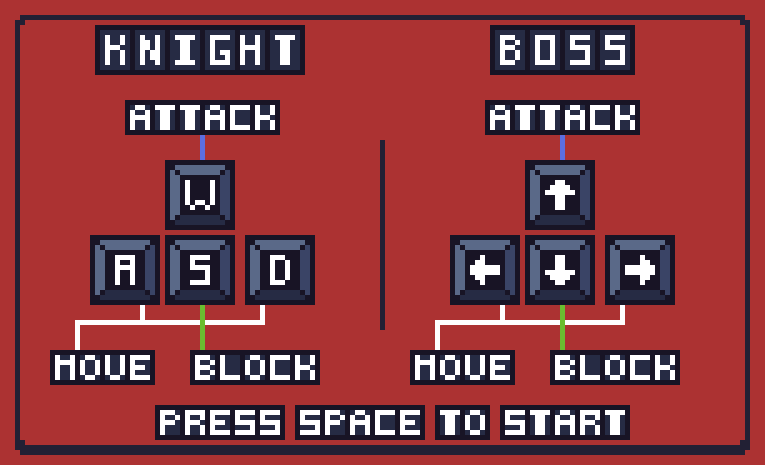 KNIGHT BOSS
ATTACK ATTACK
W ↑
A S D ← ↓ →
MOVE BLOCK MOVE BLOCK
PRESS SPACE TO START